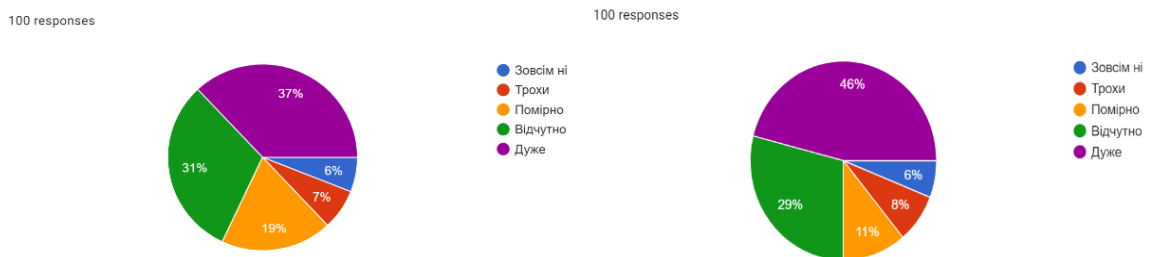 100 responses
37%
31%
19%
7%
6%
Зовсім ні
Трохи
Помірно
Відчутно
Дуже
100 responses
46%
29%
11%
8%
6%
Зовсім ні
Трохи
Помірно
Відчутно
Дуже